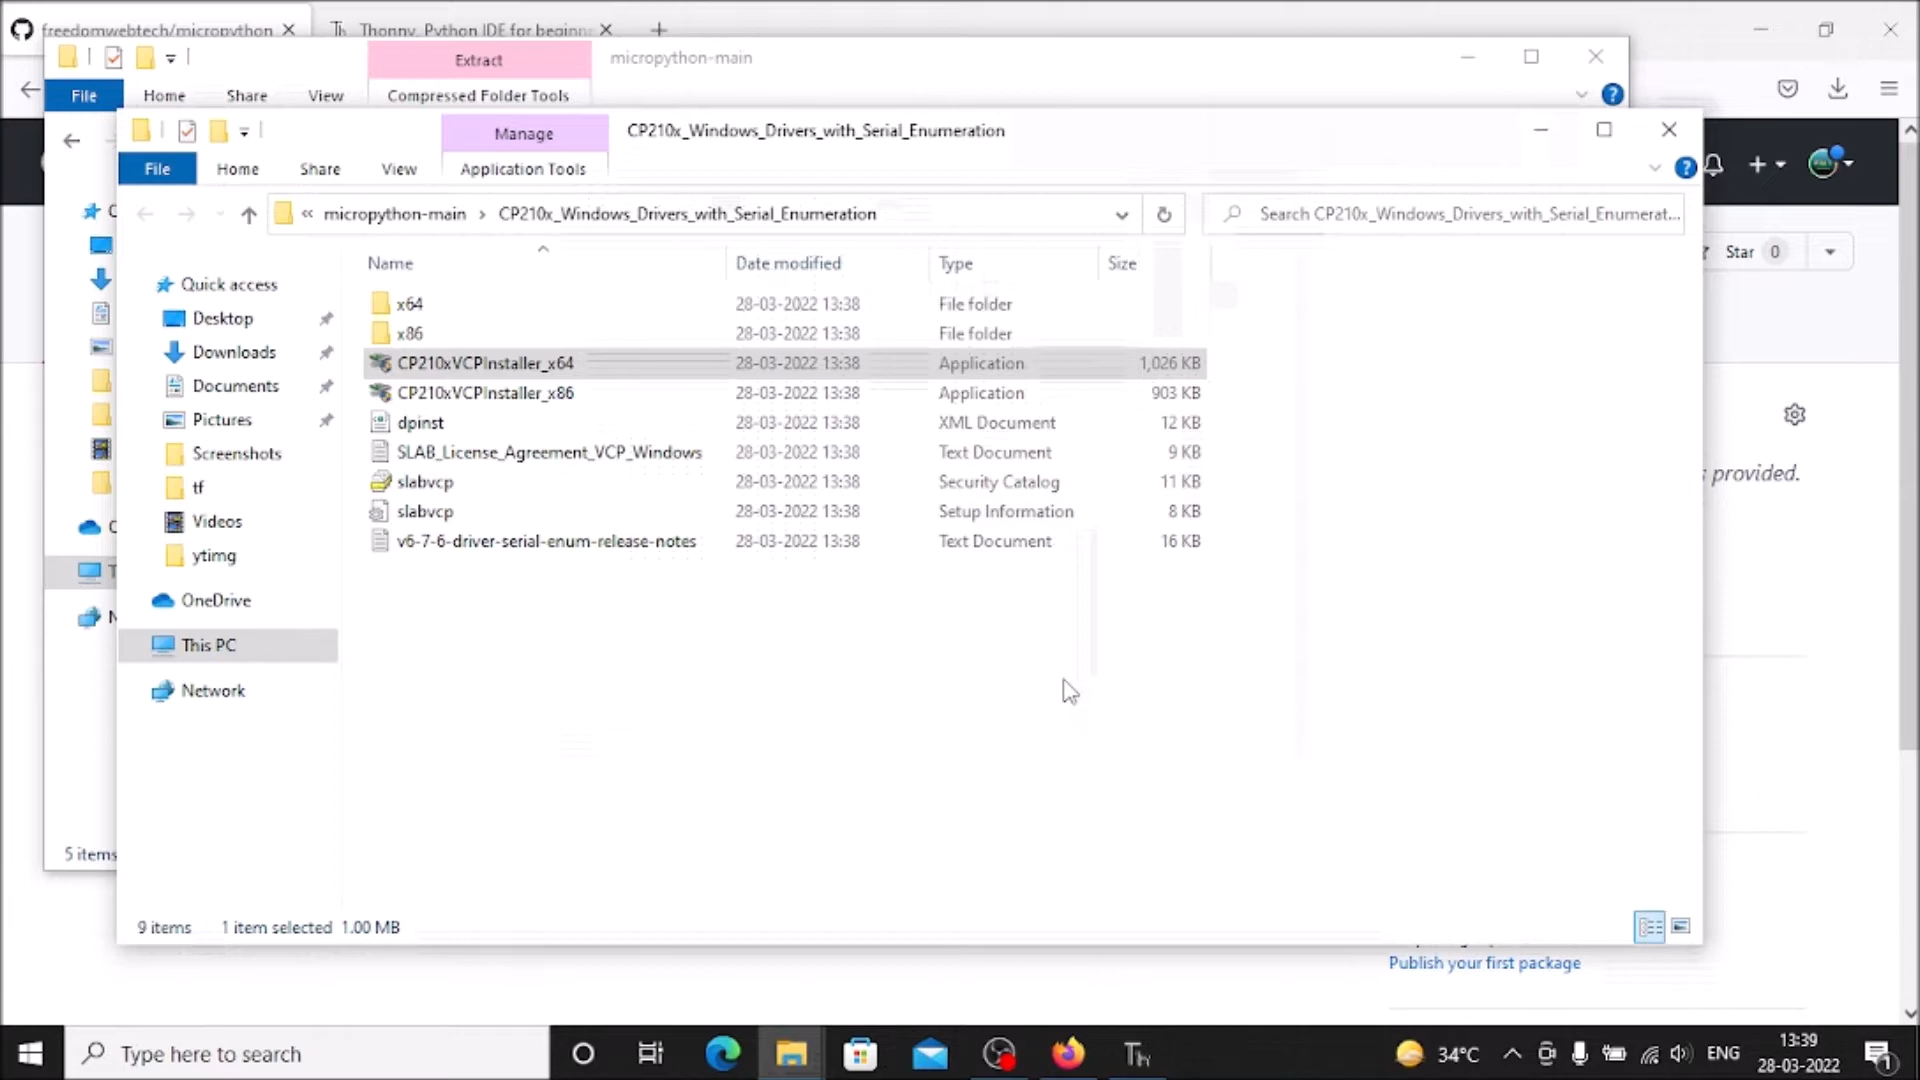 freedomwebtech/micropython
Th Thonny, Python IDE for beginn
Extract
micropython-main
File
Home
Share
View
Compressed Folder Tools
Manage
CP210x_Windows_Drivers_with_Serial_Enumeration
File
Home
Share
View
Application Tools
« micropython-main › CP210x_Windows_Drivers_with_Serial_Enumeration
Search CP210x_Windows_Drivers_with_Serial_Enumerat...
Star 0
Name Date modified Type Size
Quick access
Desktop
Downloads
Documents
Pictures
Screenshots
tf
Videos
ytimg
OneDrive
This PC
Network
x64 28-03-2022 13:38 File folder
x86 28-03-2022 13:38 File folder
CP210xVCPInstaller_x64 28-03-2022 13:38 Application 1,026 KB
CP210xVCPInstaller_x86 28-03-2022 13:38 Application 903 KB
dpinst 28-03-2022 13:38 XML Document 12 KB
SLAB_License_Agreement_VCP_Windows 28-03-2022 13:38 Text Document 9 KB
slabvcp 28-03-2022 13:38 Security Catalog 11 KB
slabvcp 28-03-2022 13:38 Setup Information 8 KB
v6-7-6-driver-serial-enum-release-notes 28-03-2022 13:38 Text Document 16 KB
provided.
5 items
9 items 1 item selected 1.00 MB
Publish your first package
Type here to search
Th
34°C
ENG
13:39
28-03-2022
1